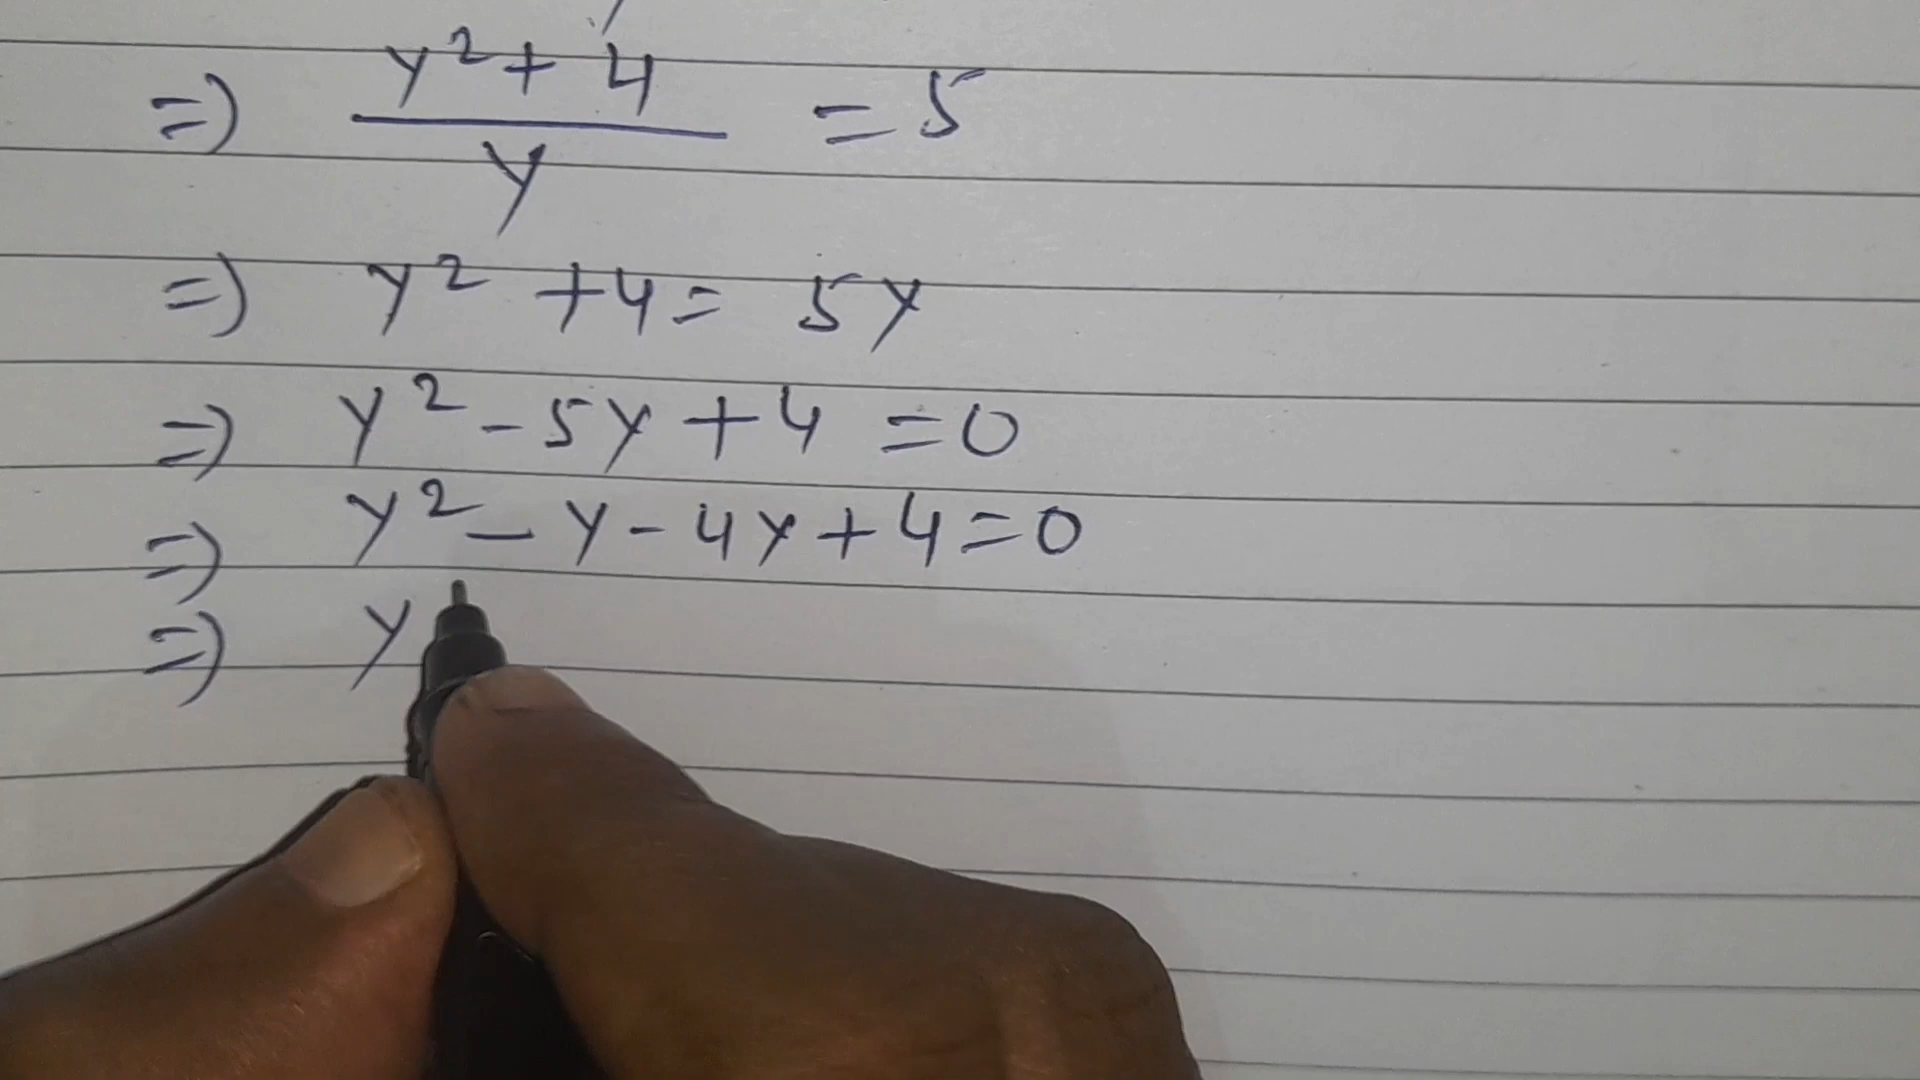 => y² + 4 / y = 5
=> y² + 4 = 5y
=> y² - 5y + 4 = 0
=> y² - y - 4y + 4 = 0
=> y